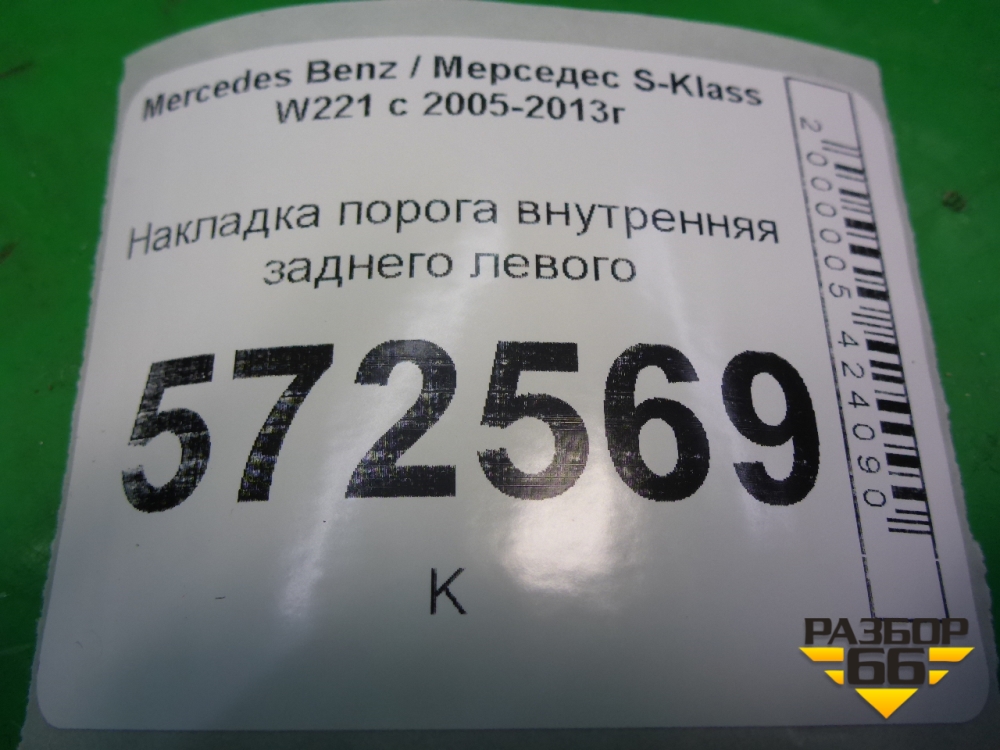 Mercedes Benz / Мерседес S-Klass
W221 с 2005-2013г
Накладка порога внутренняя
заднего левого
572569
К
2000005424090
РАЗБОР
66